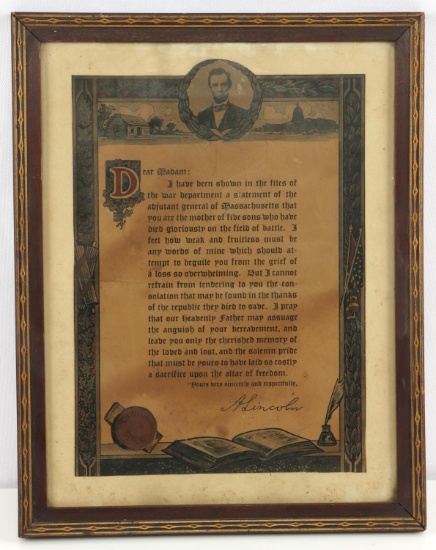 Dear Madam:
I have been shown in the files of
the war department a statement of the
adjutant general of Massachusetts that
you are the mother of five sons who have
died gloriously on the field of battle. I
feel how weak and fruitless must be
any words of mine which should at-
tempt to beguile you from the grief of
a loss so overwhelming. But I cannot
refrain from tendering to you the con-
solation that may be found in the thanks
of the republic they died to save. I pray
that our Heavenly Father may assuage
the anguish of your bereavement, and
leave you only the cherished memory of
the loved and lost, and the solemn pride
that must be yours to have laid so costly
a sacrifice upon the altar of freedom.
Yours very sincerely and respectfully,
A. Lincoln